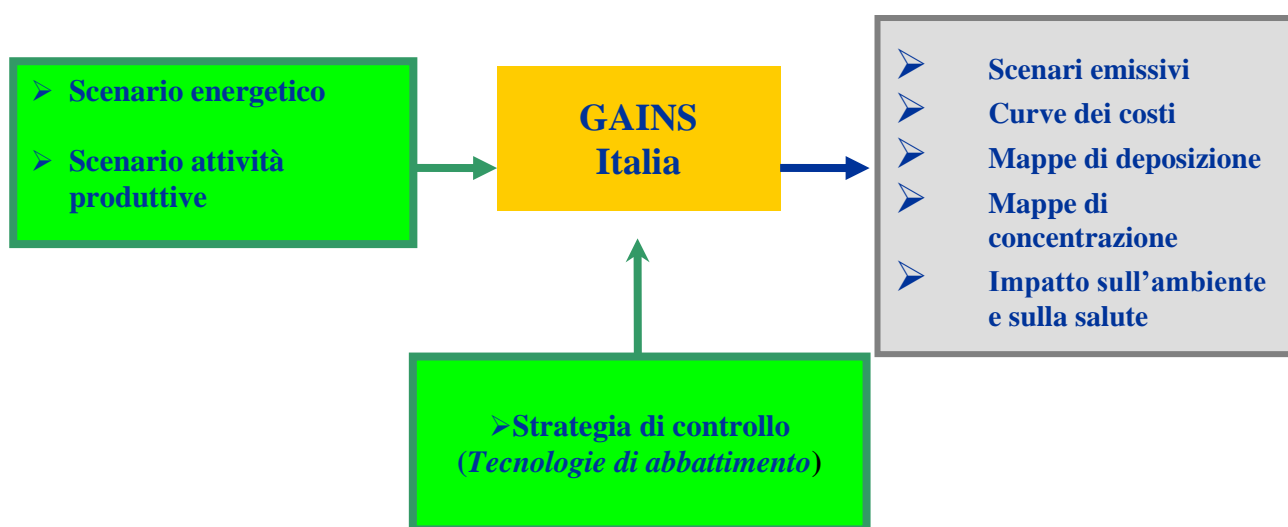 ➢ Scenario energetico
➢ Scenario attività
produttive
GAINS
Italia
➢ Scenari emissivi
➢ Curve dei costi
➢ Mappe di deposizione
➢ Mappe di
concentrazione
➢ Impatto sull’ambiente
e sulla salute
➢Strategia di controllo
(Tecnologie di abbattimento)